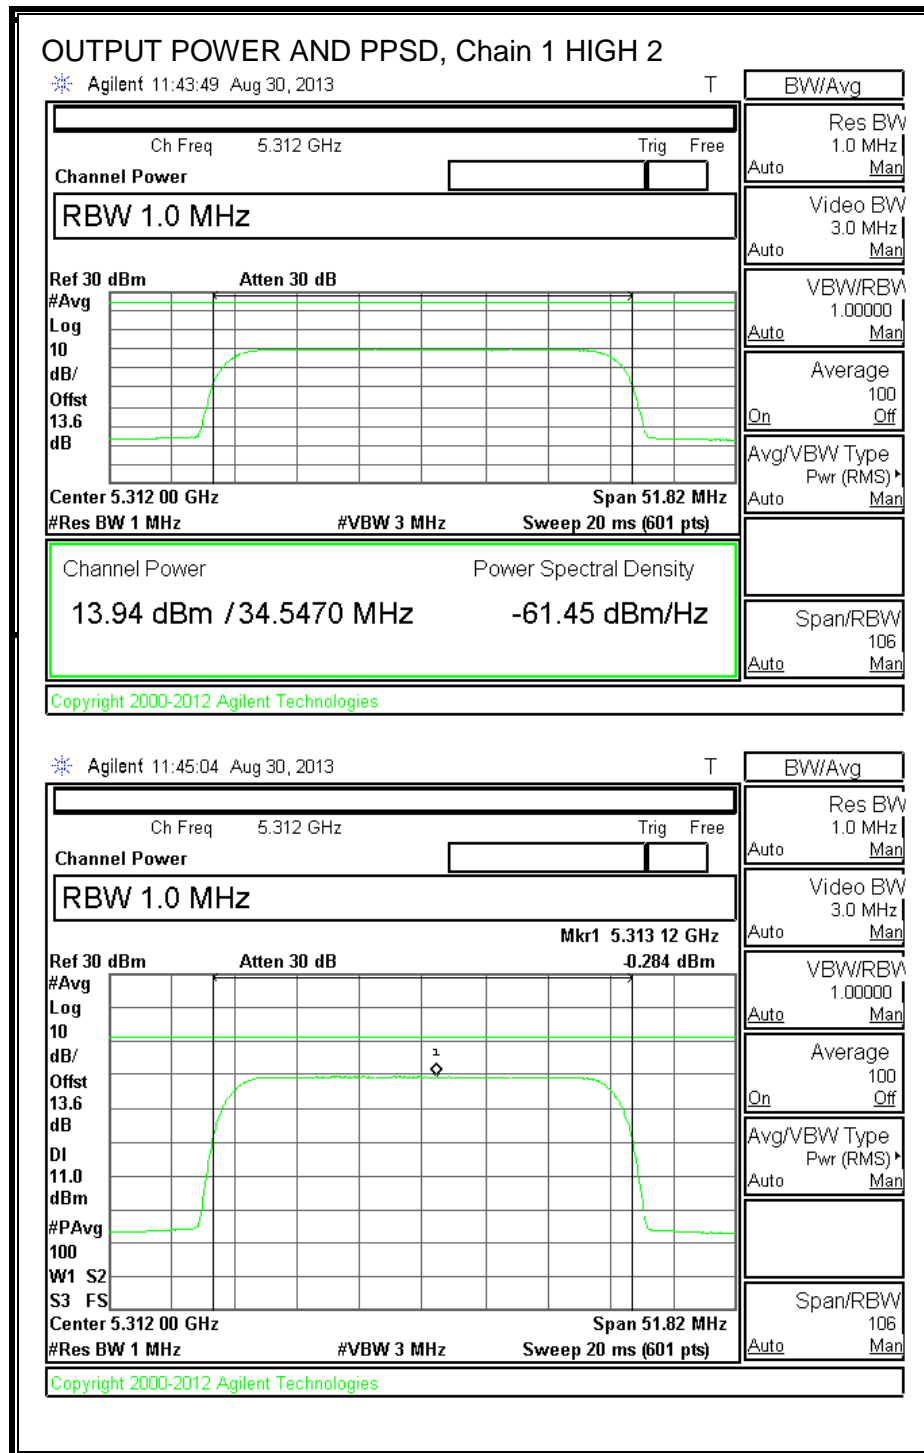 OUTPUT POWER AND PPSD, Chain 1 HIGH 2
Agilent 11:43:49 Aug 30, 2013 T
Ch Freq 5.312 GHz Trig Free
Channel Power
RBW 1.0 MHz
Ref 30 dBm Atten 30 dB
#Avg
Log
10
dB/
Offst
13.6
dB
Center 5.312 00 GHz Span 51.82 MHz
#Res BW 1 MHz #VBW 3 MHz Sweep 20 ms (601 pts)
Channel Power Power Spectral Density
13.94 dBm / 34.5470 MHz -61.45 dBm/Hz
Copyright 2000-2012 Agilent Technologies
BW/Avg
Res BW
1.0 MHz
Auto Man
Video BW
3.0 MHz
Auto Man
VBW/RBW
1.00000
Auto Man
Average
100
On Off
Avg/VBW Type
Pwr (RMS)
Auto Man
Span/RBW
106
Auto Man
Agilent 11:45:04 Aug 30, 2013 T
Ch Freq 5.312 GHz Trig Free
Channel Power
RBW 1.0 MHz
Mkr1 5.313 12 GHz
Ref 30 dBm Atten 30 dB -0.284 dBm
#Avg
Log
10
dB/
Offst
13.6
dB
DI
11.0
dBm
#PAvg
100
W1 S2
S3 FS
1
Center 5.312 00 GHz Span 51.82 MHz
#Res BW 1 MHz #VBW 3 MHz Sweep 20 ms (601 pts)
Copyright 2000-2012 Agilent Technologies
BW/Avg
Res BW
1.0 MHz
Auto Man
Video BW
3.0 MHz
Auto Man
VBW/RBW
1.00000
Auto Man
Average
100
On Off
Avg/VBW Type
Pwr (RMS)
Auto Man
Span/RBW
106
Auto Man